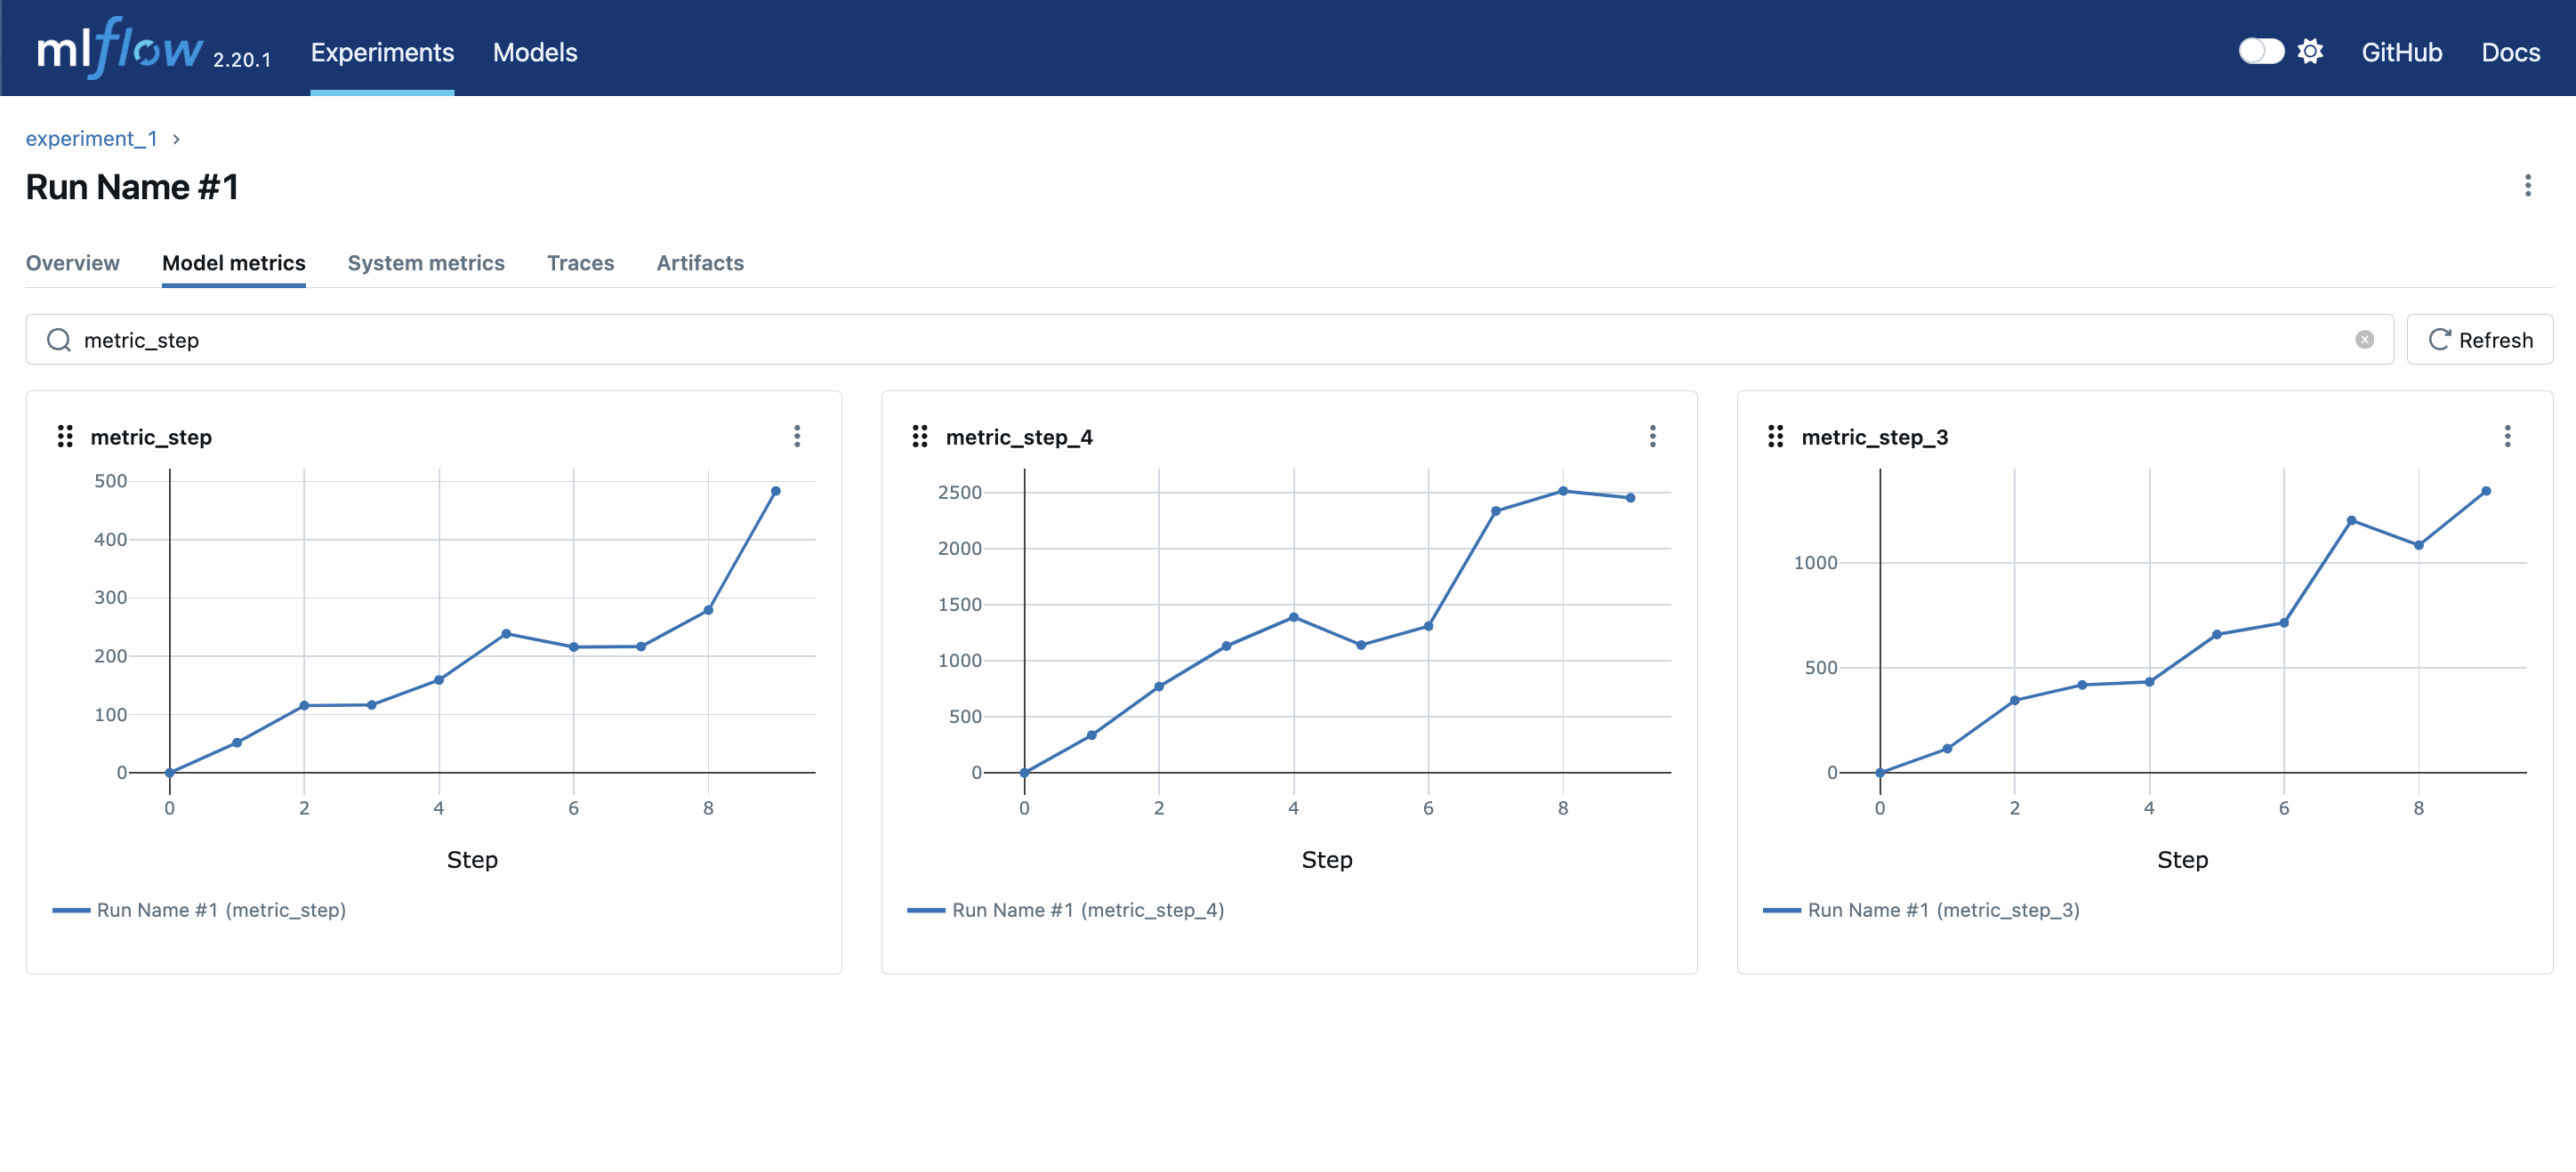 mlflow 2.20.1 Experiments Models GitHub Docs
experiment_1
Run Name #1
Overview Model metrics System metrics Traces Artifacts
metric_step Refresh
metric_step
500
400
300
200
100
0
0 2 4 6 8
Step
Run Name #1 (metric_step)
metric_step_4
2500
2000
1500
1000
500
0
0 2 4 6 8
Step
Run Name #1 (metric_step_4)
metric_step_3
1000
500
0
0 2 4 6 8
Step
Run Name #1 (metric_step_3)